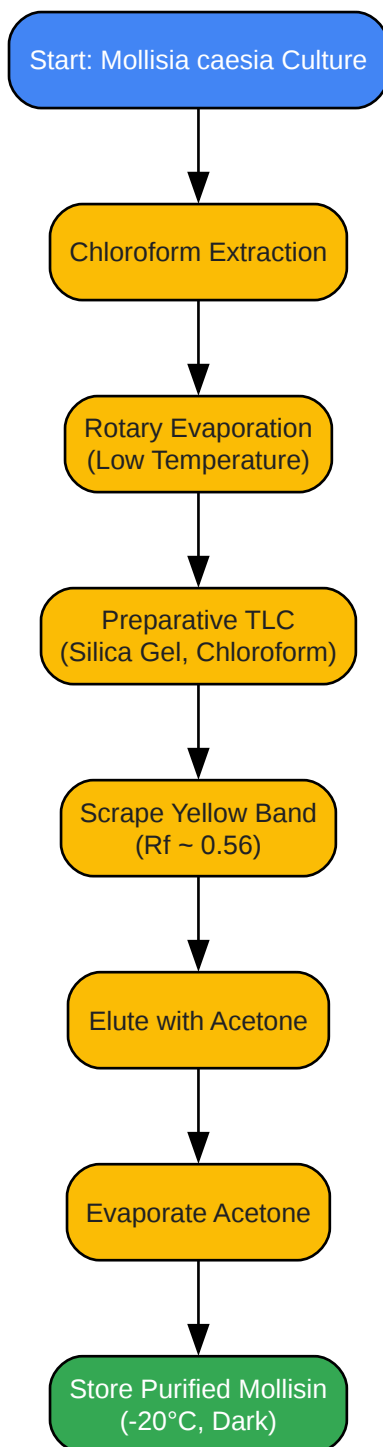 Start: Mollisia caesia Culture
Chloroform Extraction
Rotary Evaporation
(Low Temperature)
Preparative TLC
(Silica Gel, Chloroform)
Scrape Yellow Band
(Rf ~ 0.56)
Elute with Acetone
Evaporate Acetone
Store Purified Mollisin
(-20°C, Dark)